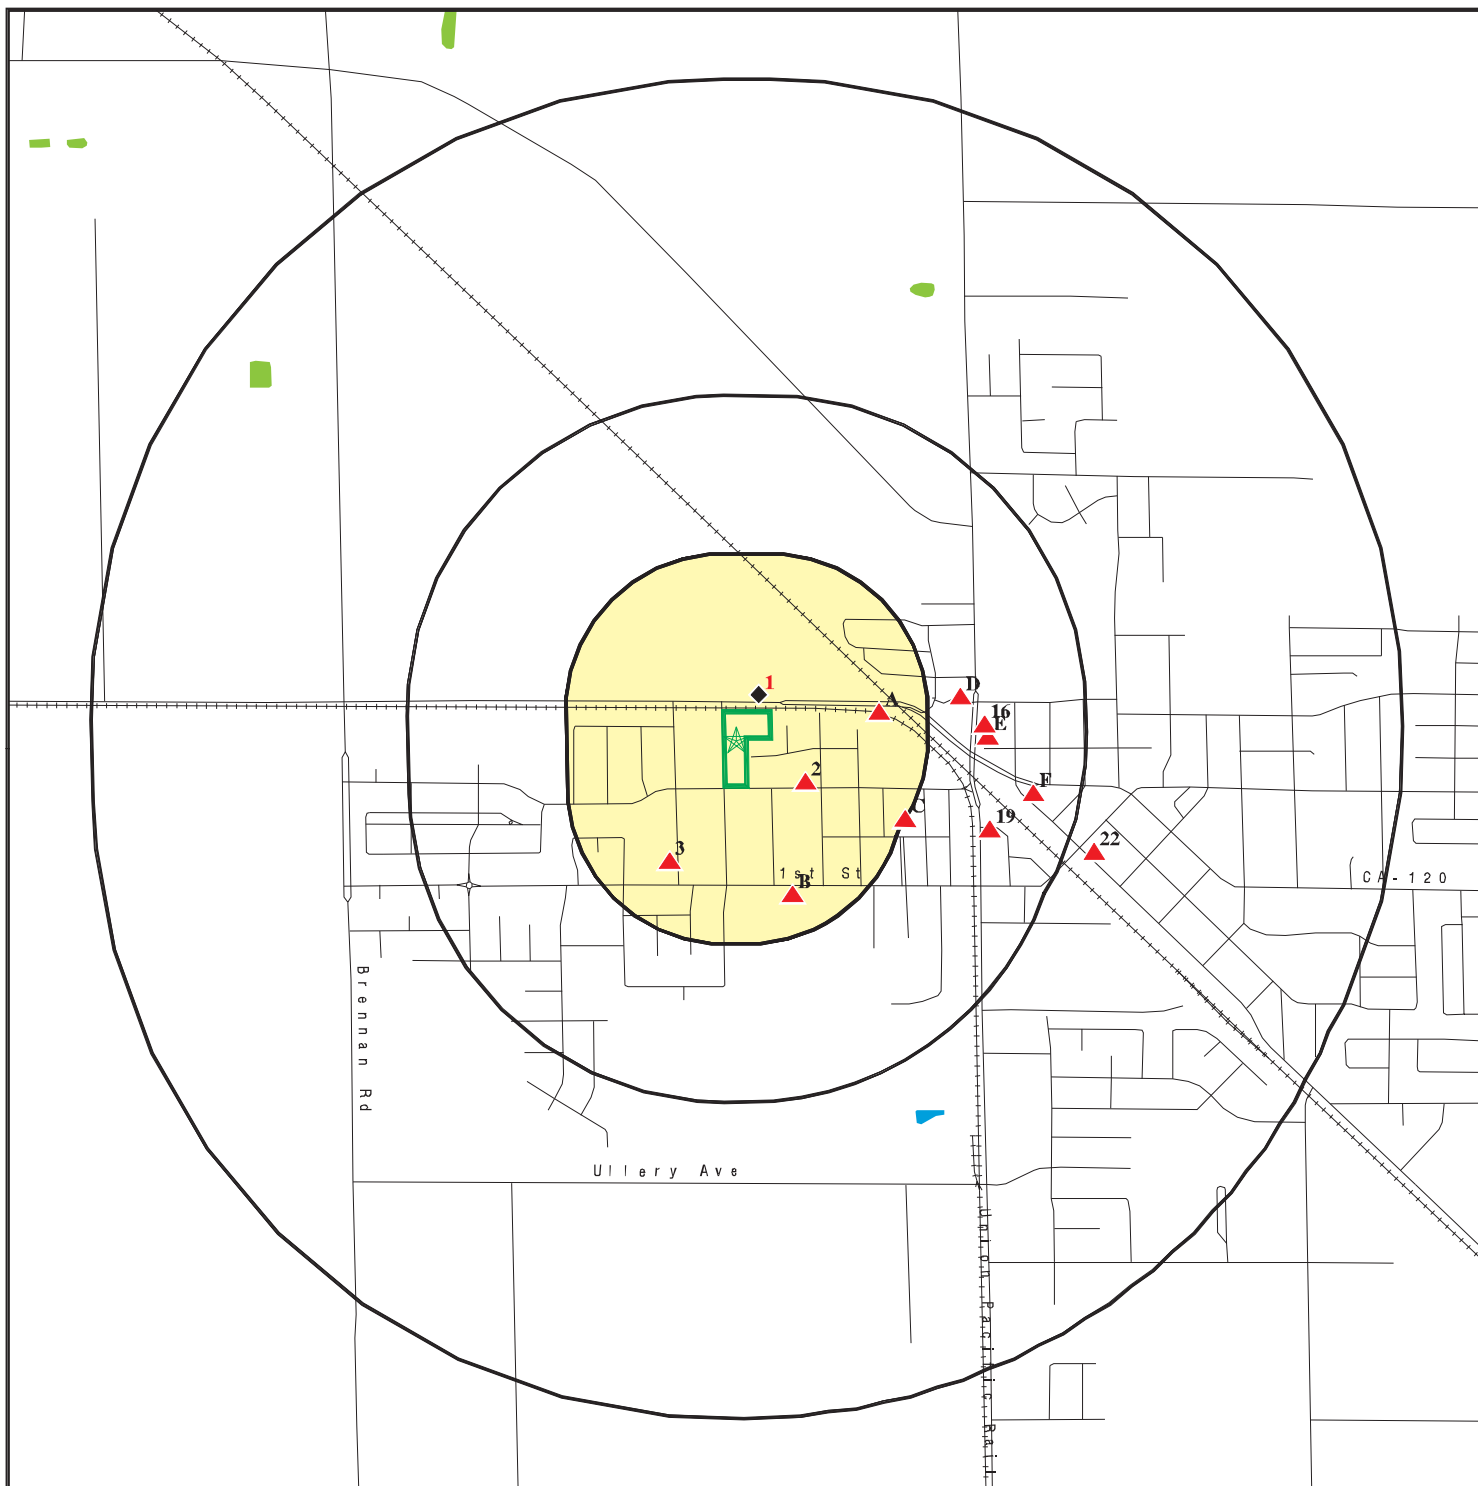 1
D
A
16
E
2
F
C
19
3
22
1st St
B
CA-120
Brennan Rd
Ullery Ave
Union Pacific Rail